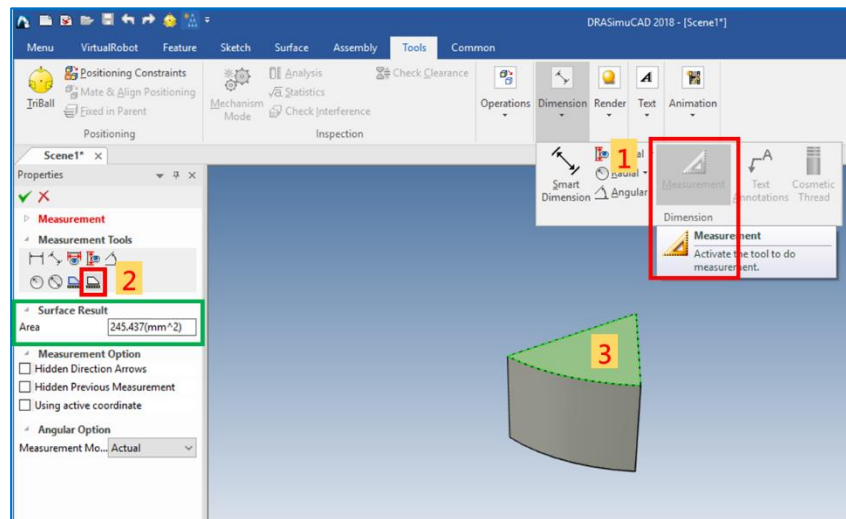 DRASimuCAD 2018 - [Scene1*]
Menu VirtualRobot Feature Sketch Surface Assembly Tools Common
TriBall
Positioning Constraints
Mate & Align Positioning
Fixed in Parent
Positioning
Mechanism Mode
Analysis
Statistics
Check Interference
Check Clearance
Inspection
Operations Dimension Render Text Animation
Scene1* ×
Properties
Measurement
Measurement Tools
2
Surface Result
Area 245.437(mm^2)
Measurement Option
Hidden Direction Arrows
Hidden Previous Measurement
Using active coordinate
Angular Option
Measurement Mo... Actual
Smart Dimension
1
Angular
Measurement
Text
Cosmetic Thread
Dimension
Measurement
Activate the tool to do
measurement.
3